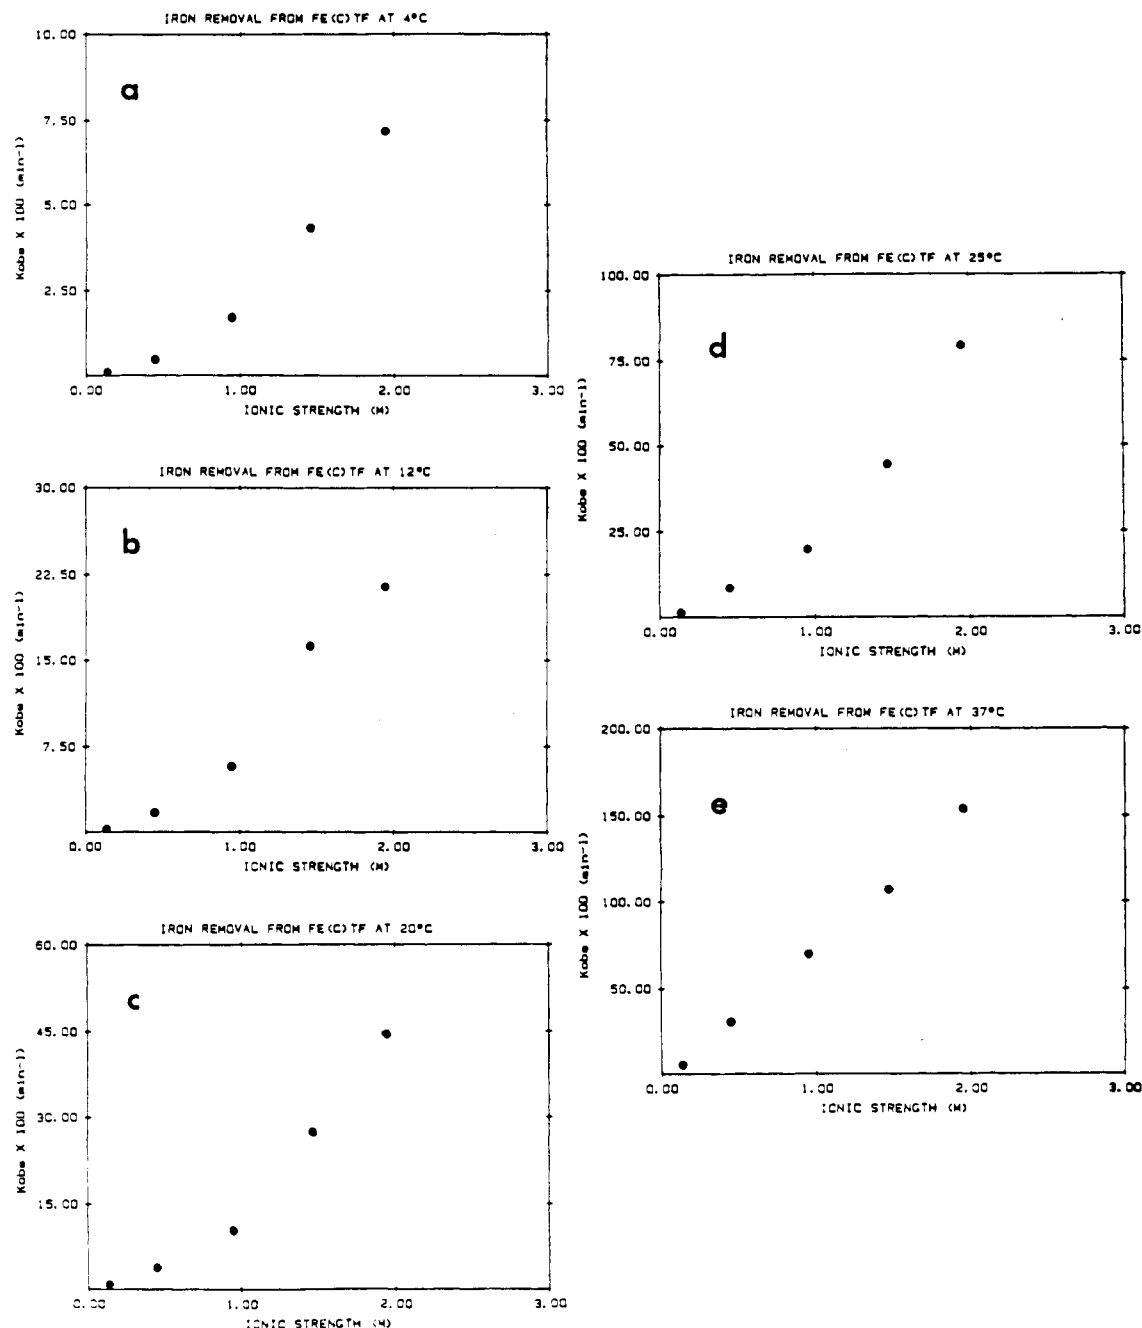 IRON REMOVAL FROM FE(C)TF AT 4°C
a
10.00
7.50
5.00
2.50
0.00
1.00
2.00
3.00
Kobs X 100 (min-1)
IONIC STRENGTH (M)
IRON REMOVAL FROM FE(C)TF AT 12°C
b
30.00
22.50
15.00
7.50
0.00
1.00
2.00
3.00
Kobs X 100 (min-1)
IONIC STRENGTH (M)
IRON REMOVAL FROM FE(C)TF AT 20°C
c
60.00
45.00
30.00
15.00
0.00
1.00
2.00
3.00
Kobs X 100 (min-1)
IONIC STRENGTH (M)
IRON REMOVAL FROM FE(C)TF AT 25°C
d
100.00
75.00
50.00
25.00
0.00
1.00
2.00
3.00
Kobs X 100 (min-1)
IONIC STRENGTH (M)
IRON REMOVAL FROM FE(C)TF AT 37°C
e
200.00
150.00
100.00
50.00
0.00
1.00
2.00
3.00
Kobs X 100 (min-1)
IONIC STRENGTH (M)